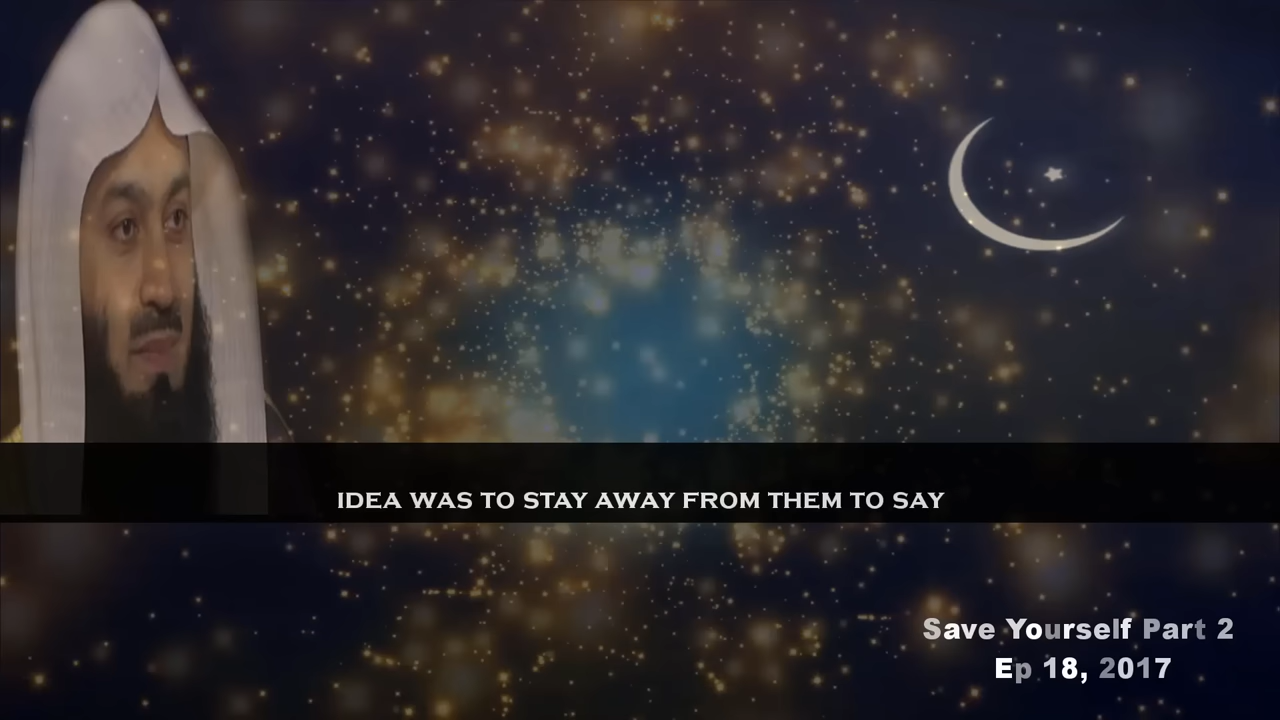 IDEA WAS TO STAY AWAY FROM THEM TO SAY
Save Yourself Part 2
Ep 18, 2017